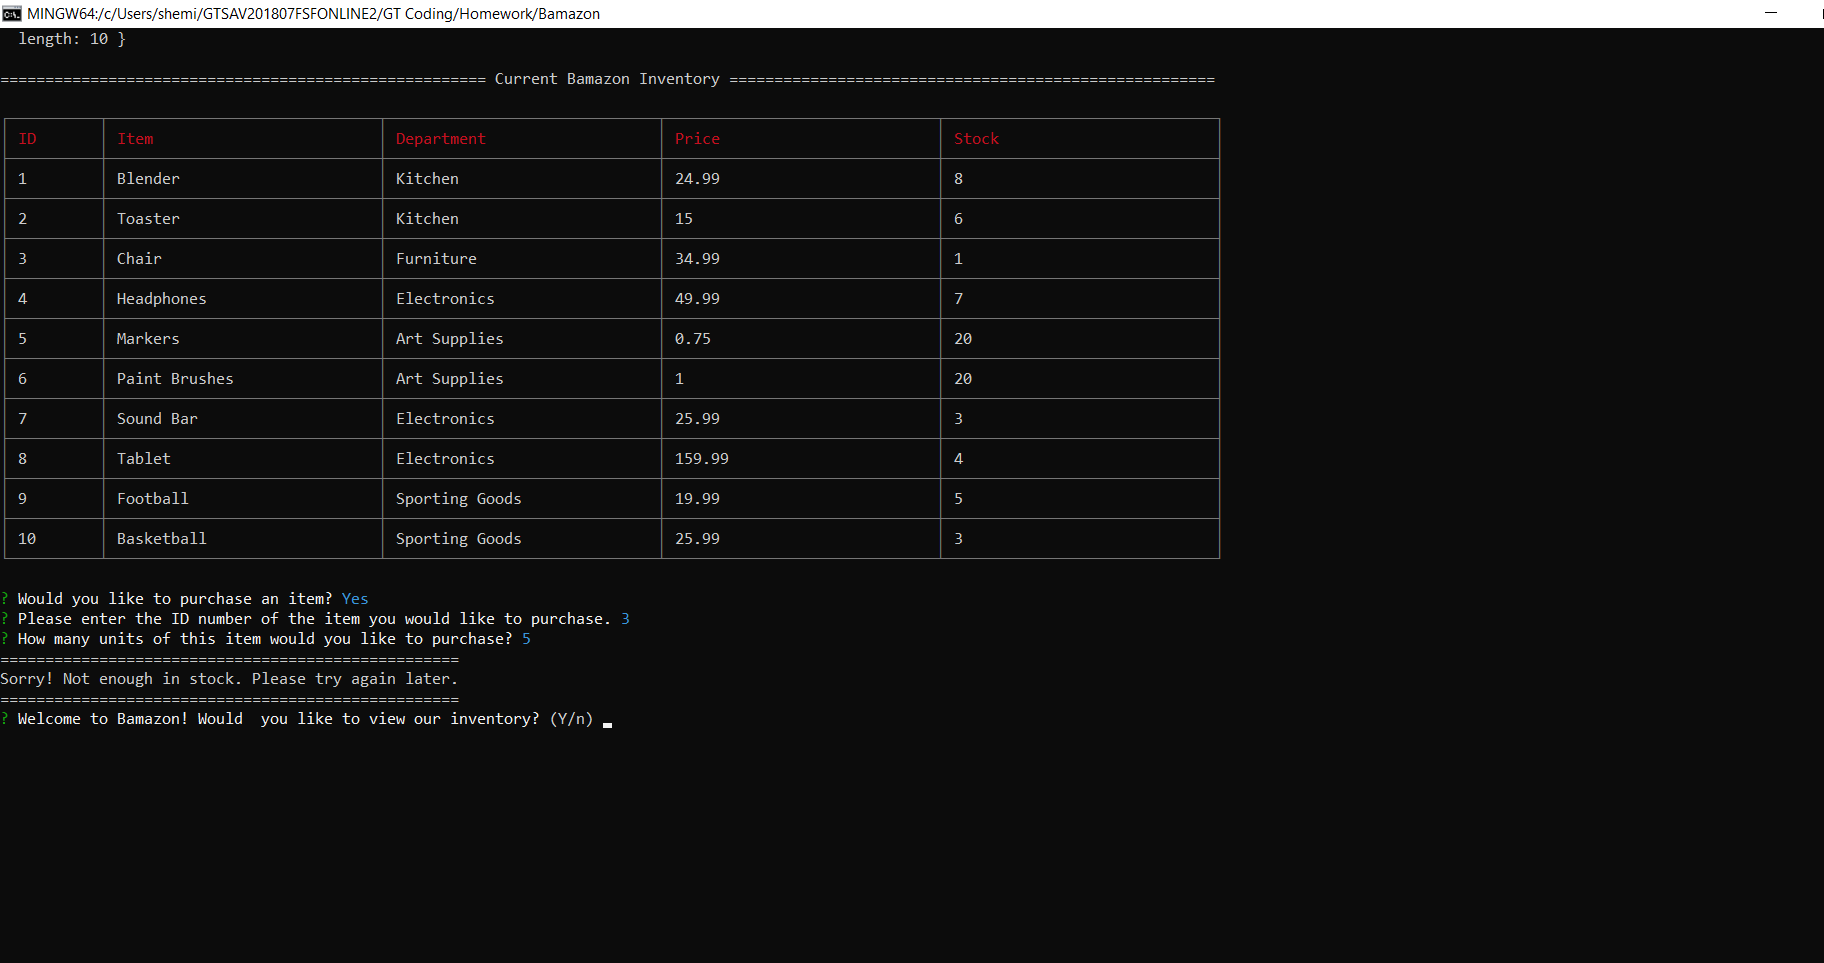 MINGW64:/c/Users/shemi/GTSAV201807FSFONLINE2/GT Coding/Homework/Bamazon
length: 10 }
====================================================== Current Bamazon Inventory ======================================================
ID Item Department Price Stock
1 Blender Kitchen 24.99 8
2 Toaster Kitchen 15 6
3 Chair Furniture 34.99 1
4 Headphones Electronics 49.99 7
5 Markers Art Supplies 0.75 20
6 Paint Brushes Art Supplies 1 20
7 Sound Bar Electronics 25.99 3
8 Tablet Electronics 159.99 4
9 Football Sporting Goods 19.99 5
10 Basketball Sporting Goods 25.99 3
? Would you like to purchase an item? Yes
? Please enter the ID number of the item you would like to purchase. 3
? How many units of this item would you like to purchase? 5
===================================================
Sorry! Not enough in stock. Please try again later.
===================================================
? Welcome to Bamazon! Would  you like to view our inventory? (Y/n)